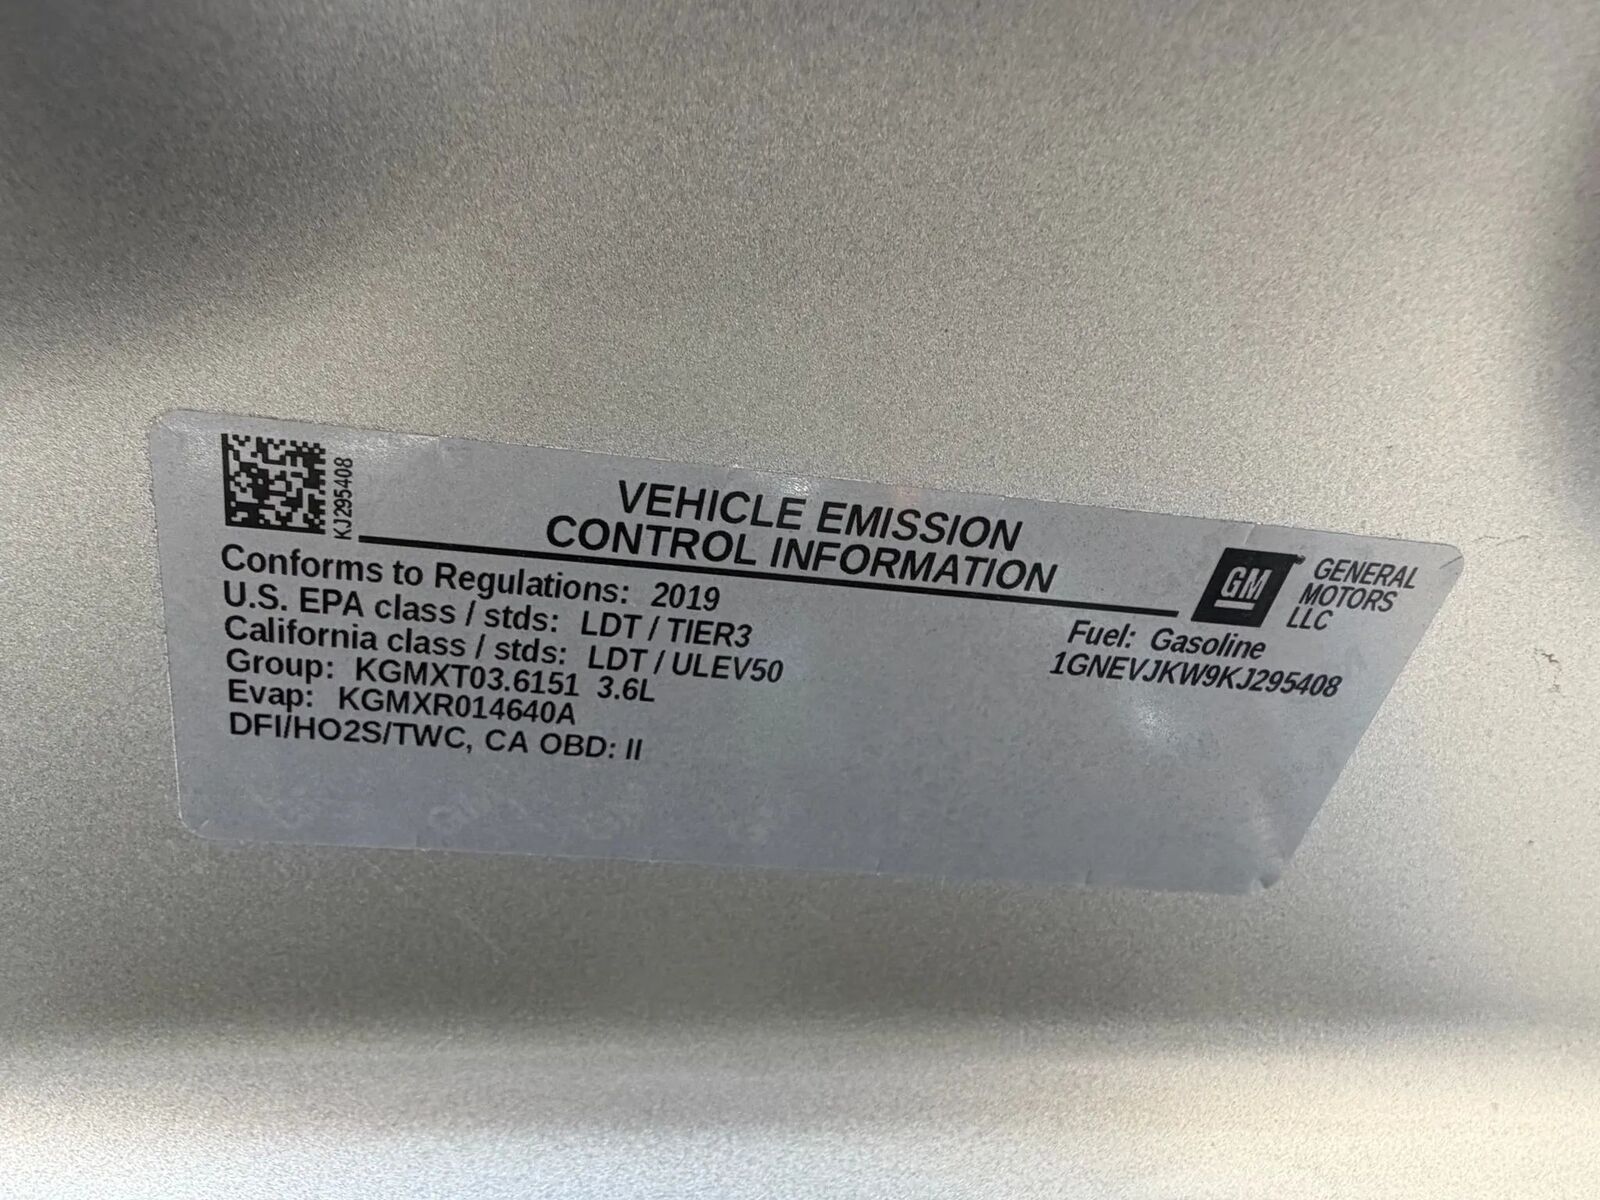 KJ295408
VEHICLE EMISSION
CONTROL INFORMATION
GM
GENERAL
MOTORS
LLC
Conforms to Regulations: 2019
U.S. EPA class / stds: LDT / TIER3
California class / stds: LDT / ULEV50
Group: KGMXT03.6151 3.6L
Evap: KGMXR014640A
DFI/HO2S/TWC, CA OBD: II
Fuel: Gasoline
1GNEVJKW9KJ295408